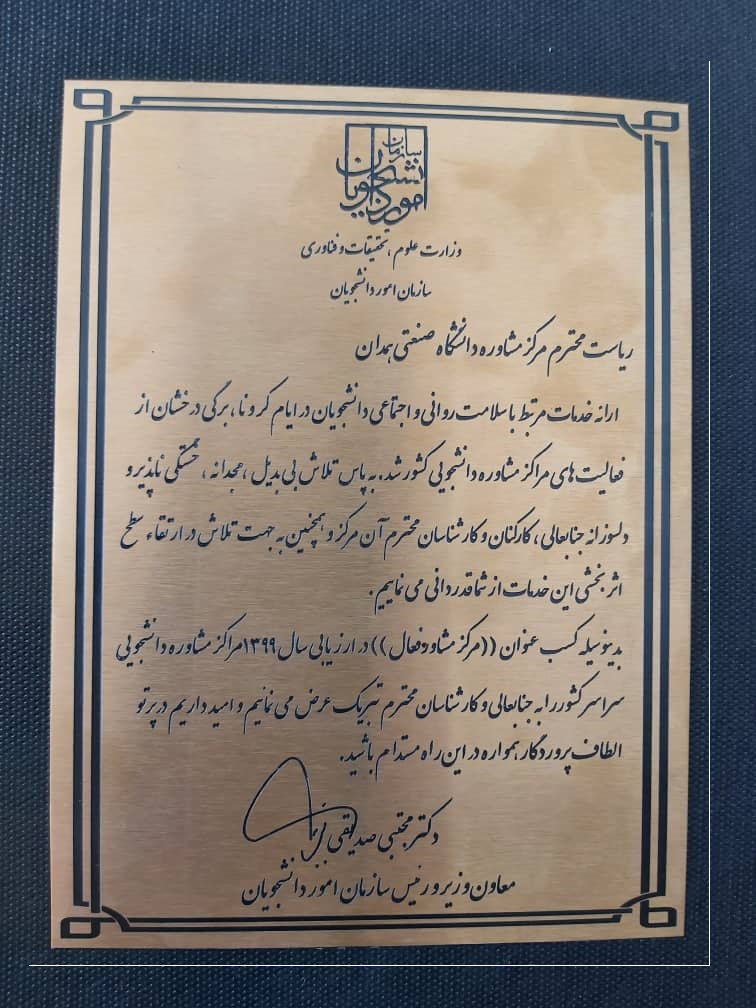 سازمان
امور دانشجویان
وزارت علوم، تحقیقات و فناوری
سازمان امور دانشجویان
ریاست محترم مرکز مشاوره دانشگاه صنعتی همدان
ارائه خدمات مرتبط با سلامت روانی و اجتماعی دانشجویان در ایام کرونا، برگی درخشان از
فعالیت های مراکز مشاوره دانشجویی کشور شد. به پاس تلاش بی بدیل ، مجدانه ، خستگی ناپذیر و
دلسوزانه جنابعالی، کارکنان و کارشناسان محترم آن مرکز و همچنین به جهت تلاش در ارتقاء سطح
اثربخشی این خدمات از شما قدردانی می نماییم.
بدینوسیله کسب عنوان ((مرکز مشاوره فعال)) در ارزیابی سال ۱۳۹۹ مراکز مشاوره دانشجویی
سراسر کشور را به جنابعالی و کارشناسان محترم تبریک عرض می نمائیم و امید داریم در پرتو
الطاف پروردگار همواره در این راه مستدام باشید.
دکتر مجتبی صدیقی
معاون وزیر و رئیس سازمان امور دانشجویان